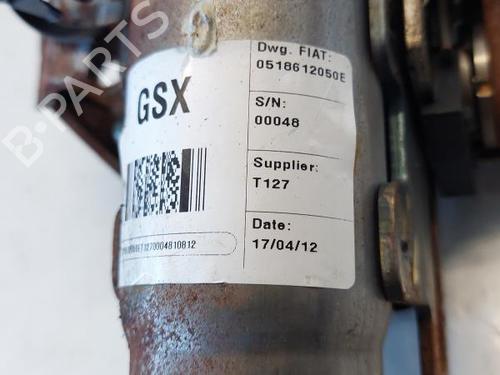 B-PARTS
GSX
Dwg. FIAT:
0518612050E
S/N:
00048
Supplier:
T127
Date:
17/04/12